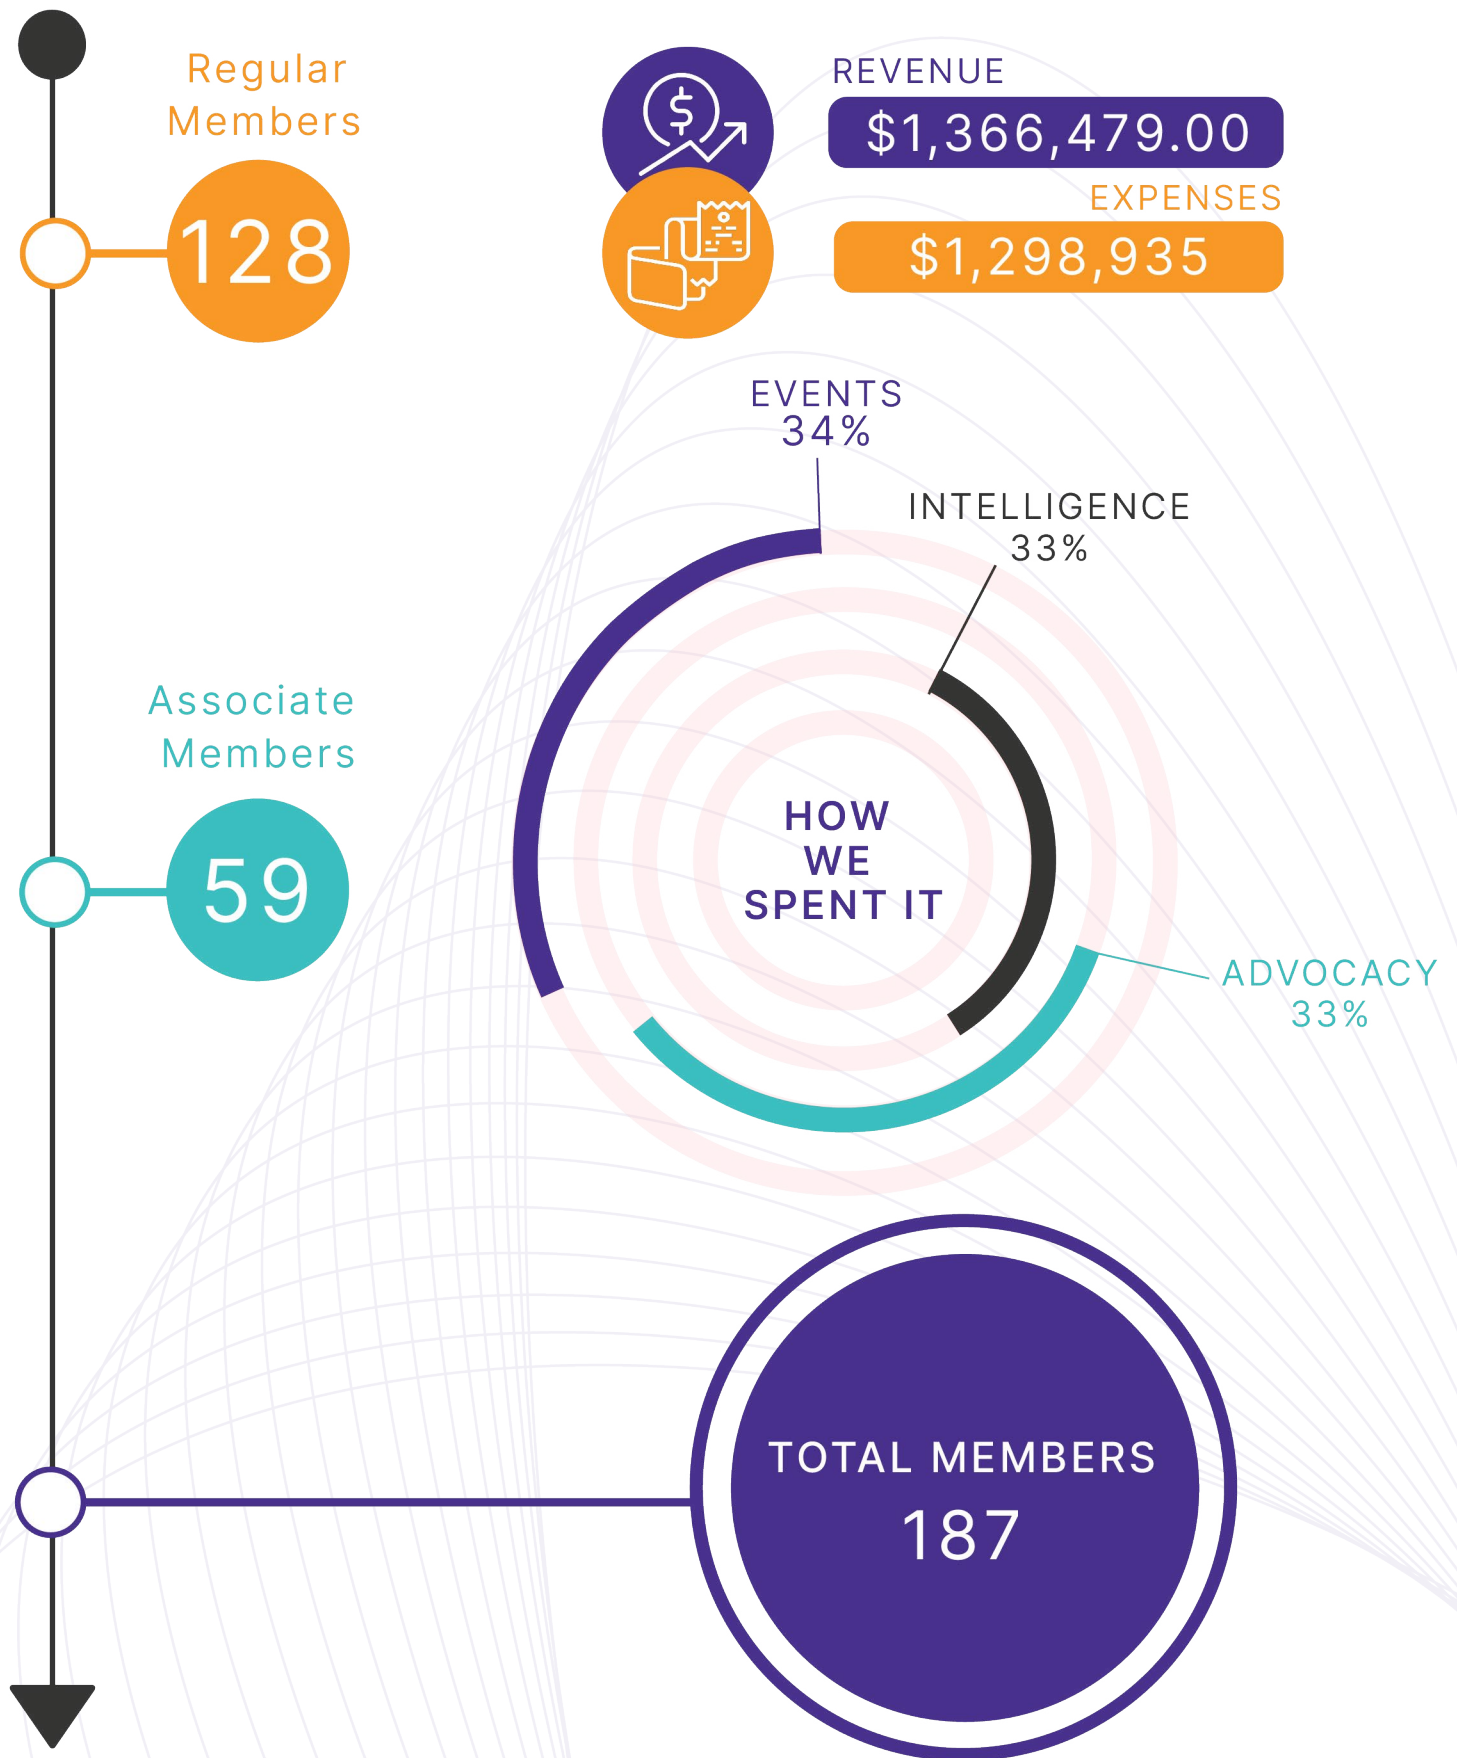 Regular
Members
128
REVENUE
$1,366,479.00
EXPENSES
$1,298,935
EVENTS
34%
INTELLIGENCE
33%
Associate
Members
59
HOW
WE
SPENT IT
ADVOCACY
33%
TOTAL MEMBERS
187